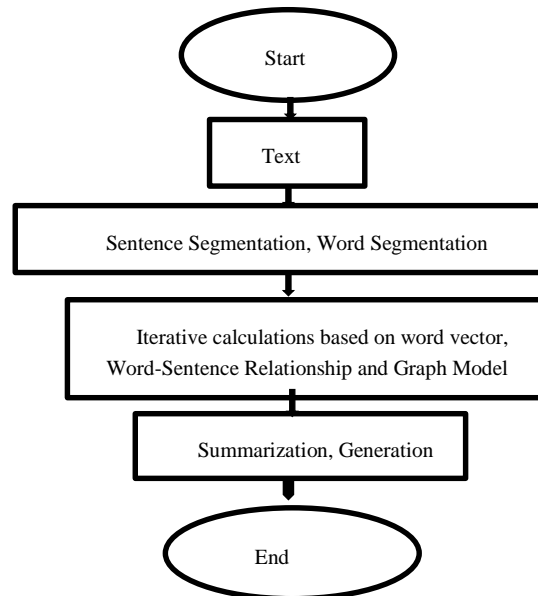 Start
Text
Sentence Segmentation, Word Segmentation
Iterative calculations based on word vector,
Word-Sentence Relationship and Graph Model
Summarization, Generation
End